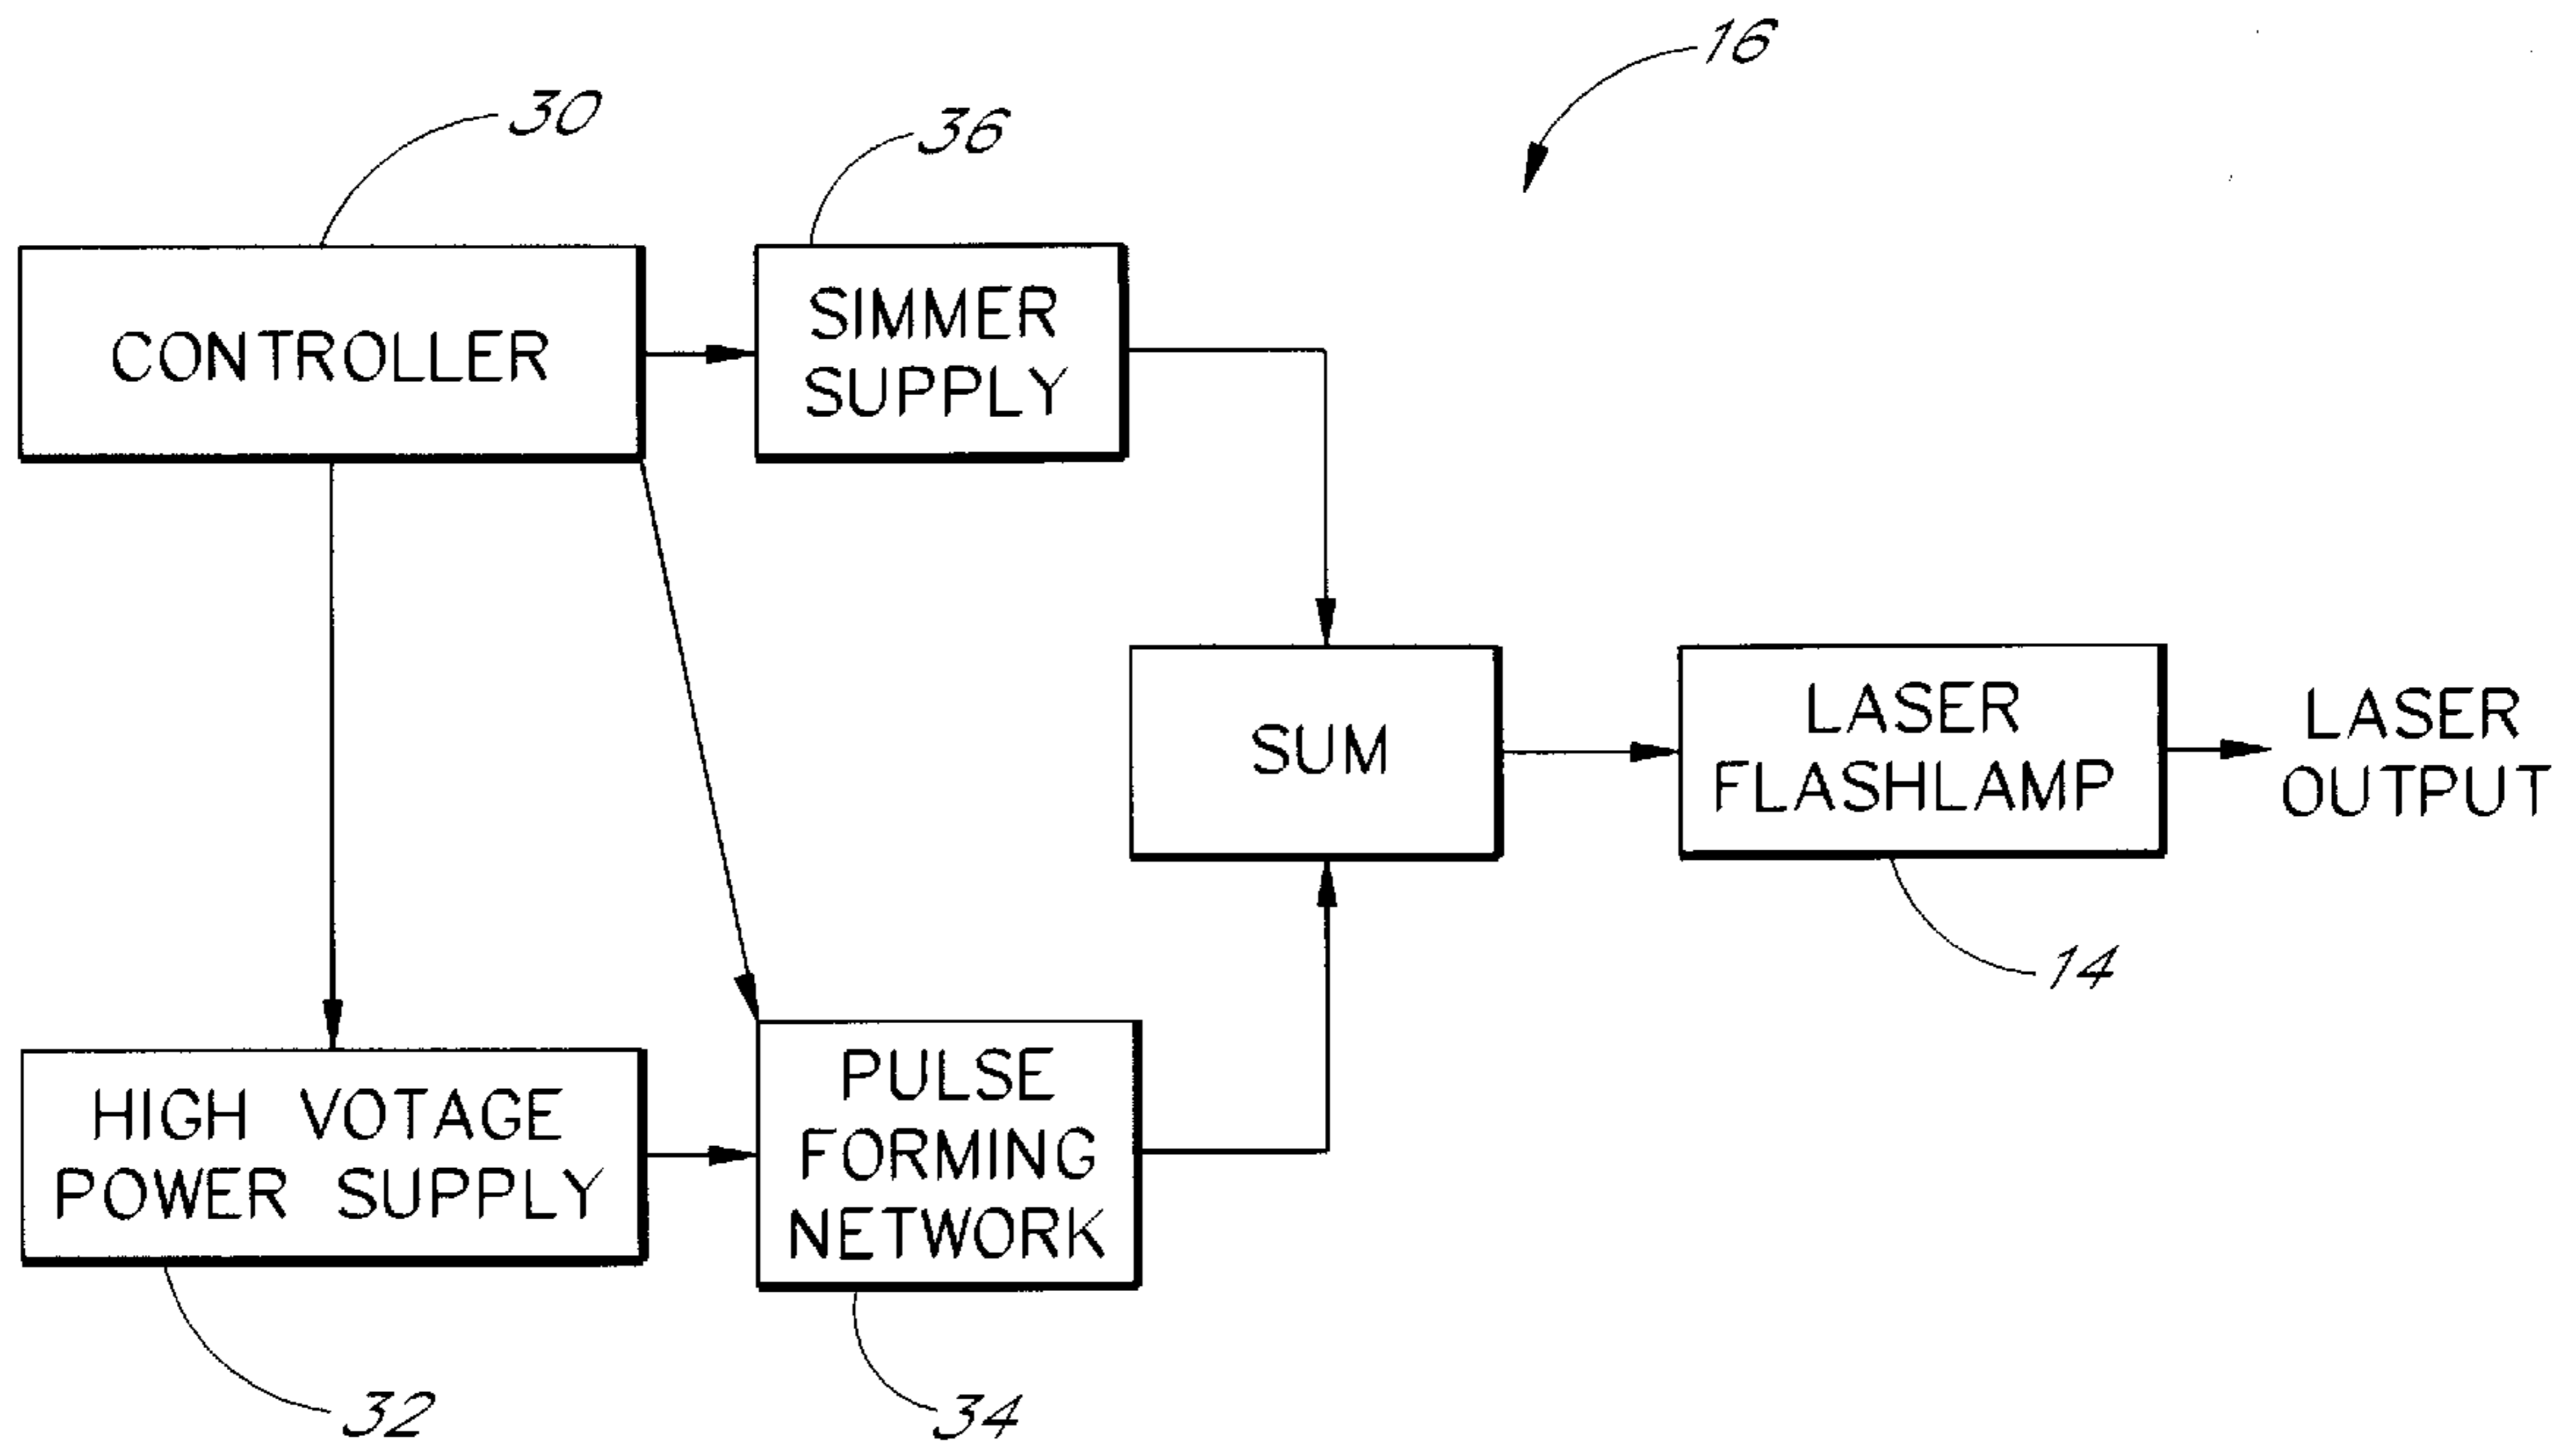 16
30
36
CONTROLLER
SIMMER
SUPPLY
SUM
LASER
FLASHLAMP
LASER
OUTPUT
14
HIGH VOTAGE
POWER SUPPLY
PULSE
FORMING
NETWORK
32
34